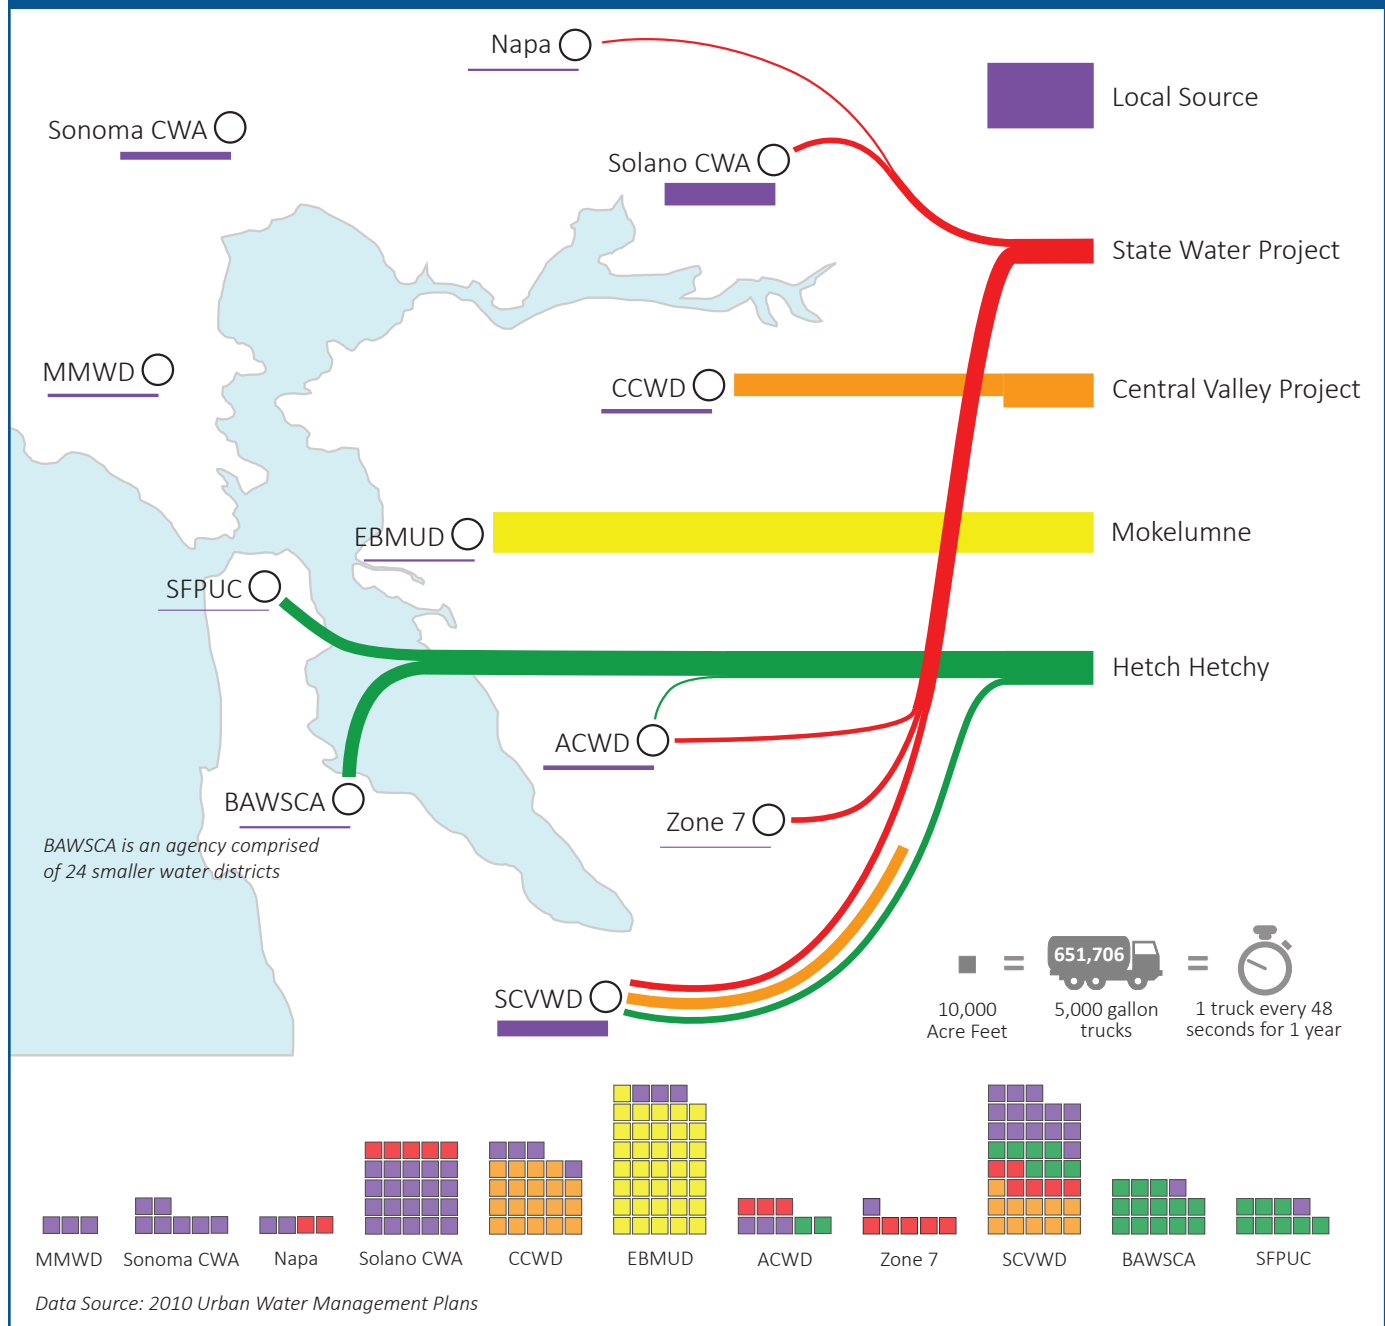 Napa
Local Source
Sonoma CWA
Solano CWA
State Water Project
MMWD
CCWD
Central Valley Project
EBMUD
Mokelumne
SFPUC
Hetch Hetchy
ACWD
BAWSCA
Zone 7
BAWSCA is an agency comprised
of 24 smaller water districts
SCVWD
=
651,706
=
10,000
Acre Feet
5,000 gallon
trucks
1 truck every 48
seconds for 1 year
MMWD
Sonoma CWA
Napa
Solano CWA
CCWD
EBMUD
ACWD
Zone 7
SCVWD
BAWSCA
SFPUC
Data Source: 2010 Urban Water Management Plans